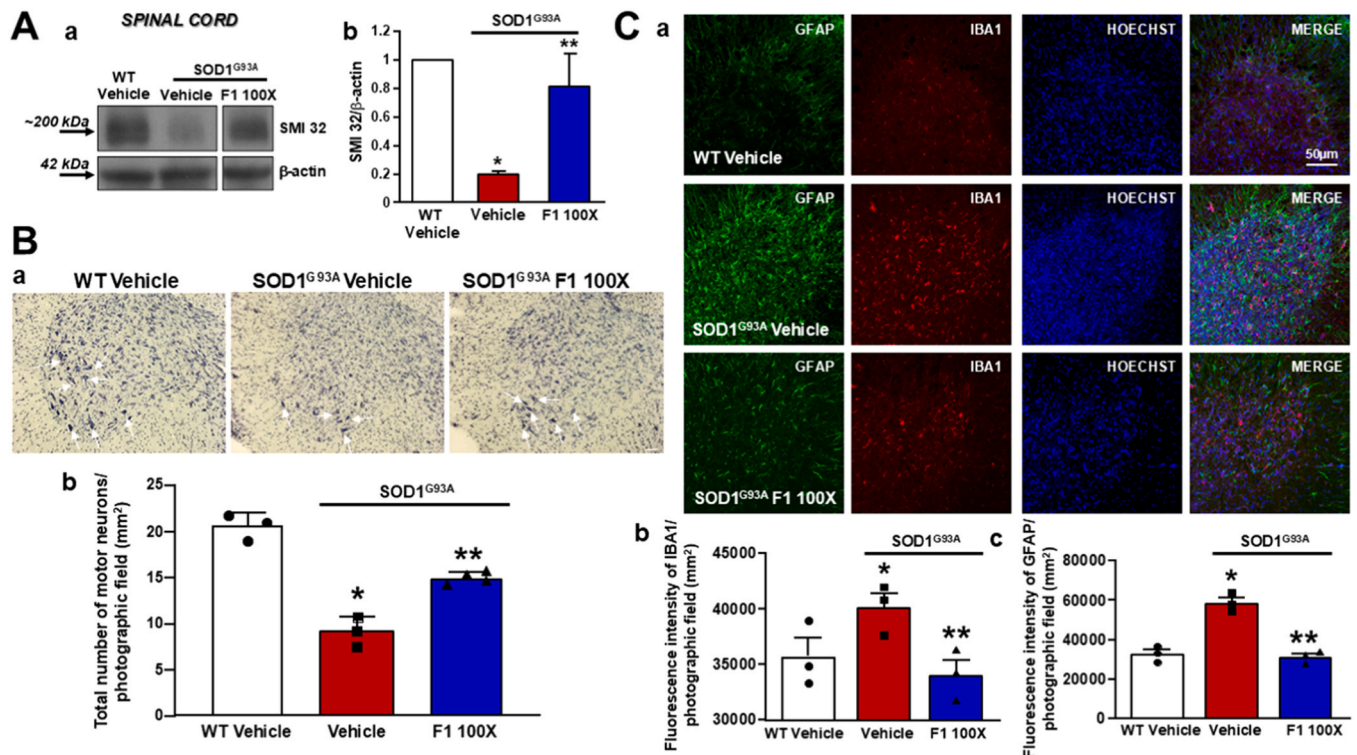 A
SPINAL CORD
a
SOD1G93A
WT
Vehicle
Vehicle
F1 100X
~200 kDa
SMI 32
42 kDa
β-actin
b
SOD1G93A
SMI 32/β-actin
1.2
1
0.8
0.6
0.4
0.2
0
*
**
WT
Vehicle
Vehicle
F1 100X
B
a
WT Vehicle
SOD1G93A Vehicle
SOD1G93A F1 100X
b
SOD1G93A
Total number of motor neurons/
photographic field (mm2)
25
20
15
10
5
0
*
**
WT Vehicle
Vehicle
F1 100X
C
a
GFAP
IBA1
HOECHST
MERGE
WT Vehicle
50μm
GFAP
IBA1
HOECHST
MERGE
SOD1G93A Vehicle
GFAP
IBA1
HOECHST
MERGE
SOD1G93A F1 100X
b
SOD1G93A
Fluorescence intensity of IBA1/
photographic field (mm2)
45000
40000
35000
30000
*
**
WT Vehicle
Vehicle
F1 100X
c
SOD1G93A
Fluorescence intensity of GFAP/
photographic field (mm2)
80000
60000
40000
20000
0
*
**
WT Vehicle
Vehicle
F1 100X